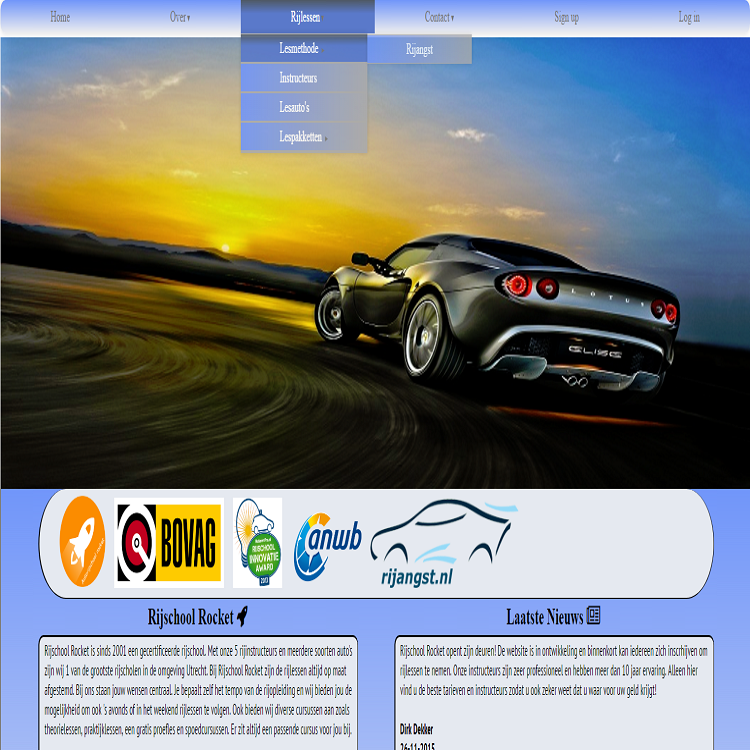 Home Over▾ Rijlessen Contact▾ Sign up Log in
Lesmethode Rijangst
Instructeurs
Lesauto's
Lespakketten
LOTUS
ELISE
BOVAG
RIJSCHOOL
INNOVATIE
AWARD
anwb
rijangst.nl
Rijschool Rocket
Rijschool Rocket is sinds 2001 een gecertificeerde rijschool. Met onze 5 rijinstructeurs en meerdere soorten auto's
zijn wij 1 van de grootste rijscholen in de omgeving Utrecht. Bij Rijschool Rocket zijn de rijlessen altijd op maat
afgestemd. Bij ons staan jouw wensen centraal. Je bepaalt zelf het tempo van de rijopleiding en wij bieden jou de
mogelijkheid om ook 's avonds of in het weekend rijlessen te volgen. Ook bieden wij diverse cursussen aan zoals
theorielessen, praktijklessen, een gratis proefles en spoedcursussen. Er zit altijd een passende cursus voor jou bij.
Laatste Nieuws
Rijschool Rocket opent zijn deuren! De website is in ontwikkeling en binnenkort kan iedereen zich inschrijven om
rijlessen te nemen. Onze instructeurs zijn zeer professioneel en hebben meer dan 10 jaar ervaring. Alleen hier
vind u de beste tarieven en instructeurs zodat u ook zeker weet dat u waar voor uw geld krijgt!
Dirk Dekker
26-11-2015